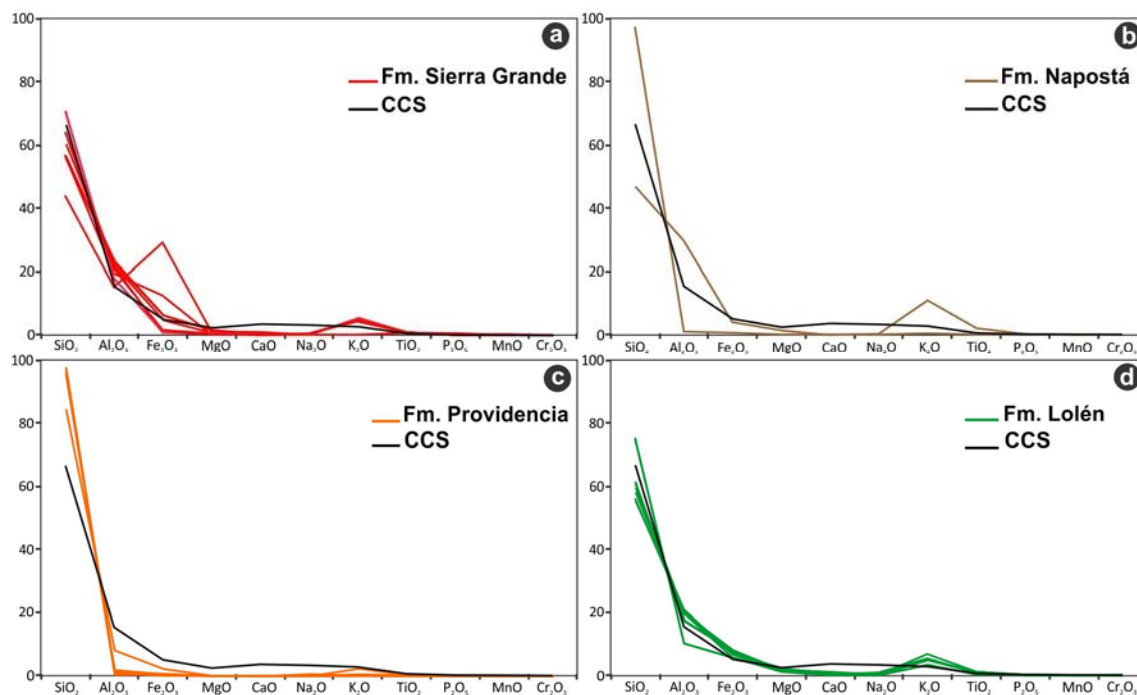 100
a
80
Fm. Sierra Grande
CCS
60
40
20
0
SiO₂ Al₂O₃ Fe₂O₃ MgO CaO Na₂O K₂O TiO₂ P₂O₅ MnO Cr₂O₃
100
b
80
Fm. Napostá
CCS
60
40
20
0
SiO₂ Al₂O₃ Fe₂O₃ MgO CaO Na₂O K₂O TiO₂ P₂O₅ MnO Cr₂O₃
100
c
80
Fm. Providencia
CCS
60
40
20
0
SiO₂ Al₂O₃ Fe₂O₃ MgO CaO Na₂O K₂O TiO₂ P₂O₅ MnO Cr₂O₃
100
d
80
Fm. Lolén
CCS
60
40
20
0
SiO₂ Al₂O₃ Fe₂O₃ MgO CaO Na₂O K₂O TiO₂ P₂O₅ MnO Cr₂O₃